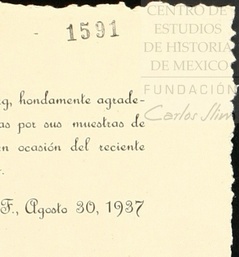 CENTRO DE
ESTUDIOS
DE HISTORIA
DE MEXICO
FUNDACIÓN
Carlos Slim
- 1591
g, hondamente agrade-
as por sus muestras de
n ocasión del reciente
F., Agosto 30, 1937